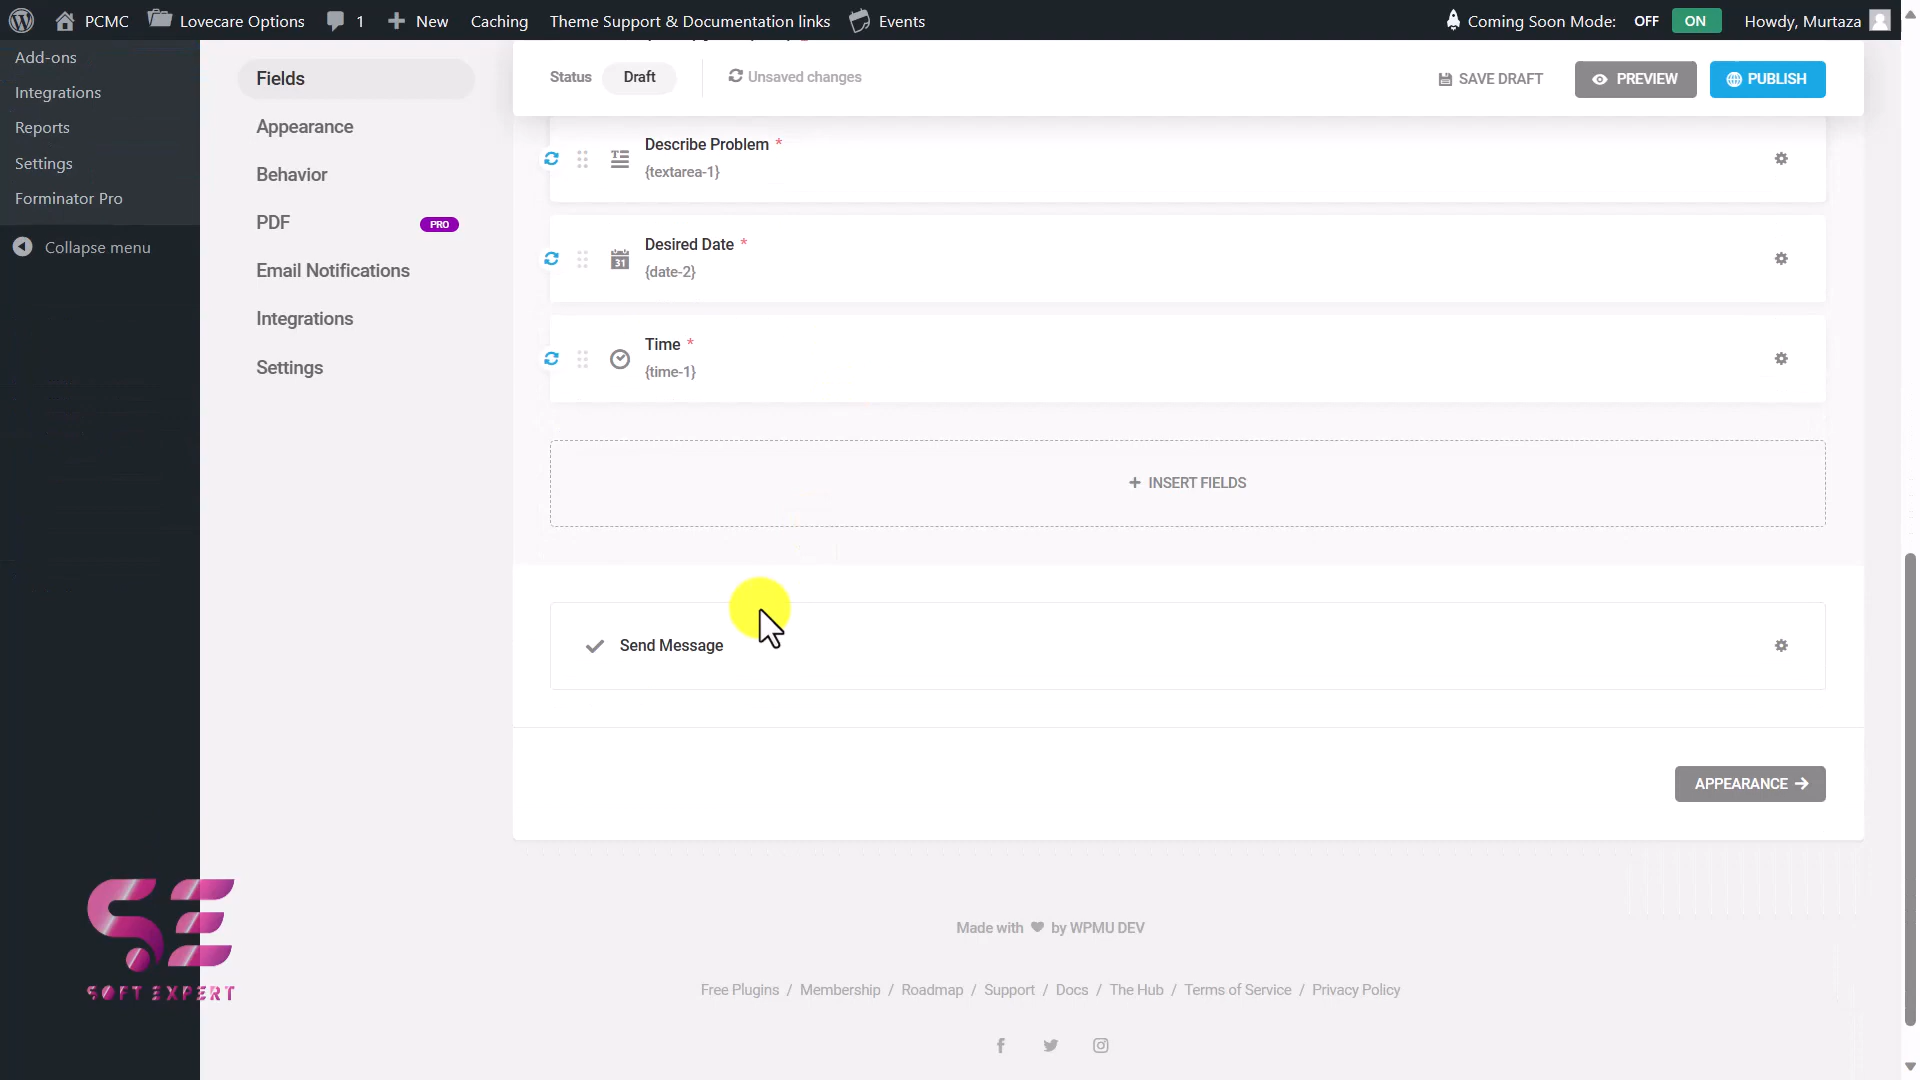 PCMC Lovecare Options 1 New Caching Theme Support & Documentation links Events Coming Soon Mode: OFF ON Howdy, Murtaza
Add-ons
Integrations
Reports
Settings
Forminator Pro
Collapse menu
Fields
Appearance
Behavior
PDF PRO
Email Notifications
Integrations
Settings
Status Draft Unsaved changes SAVE DRAFT PREVIEW PUBLISH
Describe Problem *
{textarea-1}
31
Desired Date *
{date-2}
Time *
{time-1}
+ INSERT FIELDS
Send Message
APPEARANCE →
Made with ♥ by WPMU DEV
Free Plugins / Membership / Roadmap / Support / Docs / The Hub / Terms of Service / Privacy Policy
SE
SOFT EXPERT